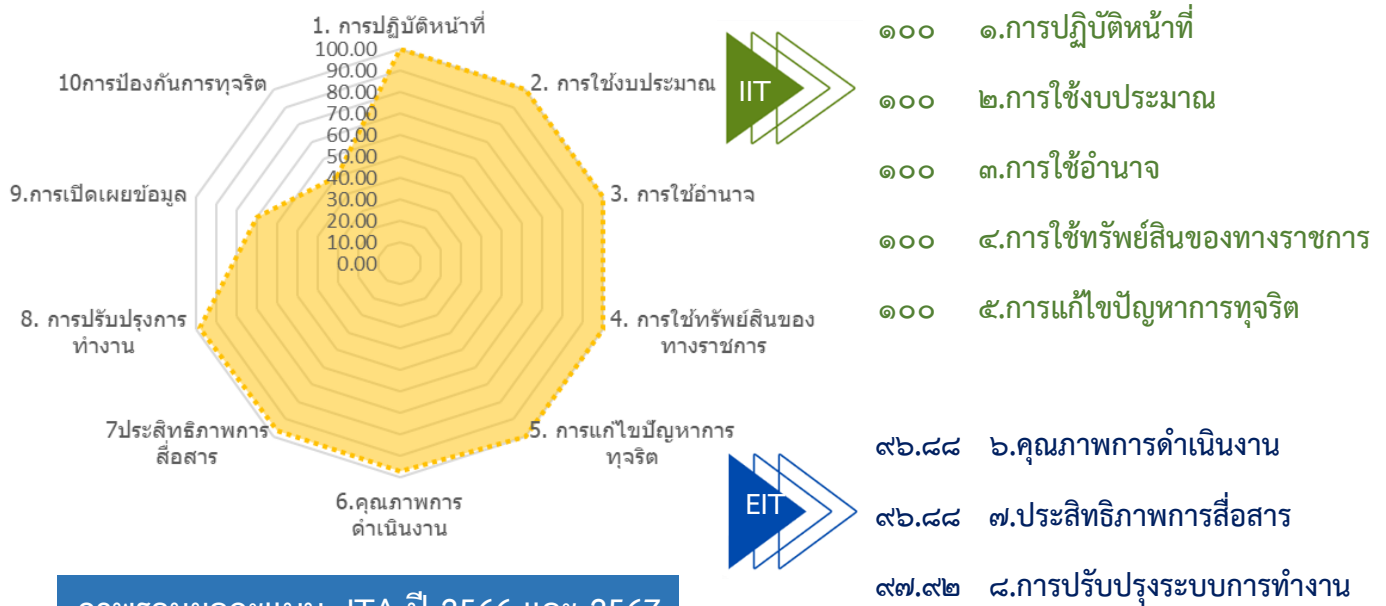 1. การปฏิบัติหน้าที่
100.00
90.00
80.00
70.00
60.00
50.00
40.00
30.00
20.00
10.00
0.00
2. การใช้งบประมาณ
3. การใช้อำนาจ
4. การใช้ทรัพย์สินของ
ทางราชการ
5. การแก้ไขปัญหาการ
ทุจริต
6.คุณภาพการ
ดำเนินงาน
7ประสิทธิภาพการ
สื่อสาร
8. การปรับปรุงการ
ทำงาน
9.การเปิดเผยข้อมูล
10การป้องกันการทุจริต
IIT
๑๐๐ ๑.การปฏิบัติหน้าที่
๑๐๐ ๒.การใช้งบประมาณ
๑๐๐ ๓.การใช้อำนาจ
๑๐๐ ๔.การใช้ทรัพย์สินของทางราชการ
๑๐๐ ๕.การแก้ไขปัญหาการทุจริต
EIT
๙๖.๘๘ ๖.คุณภาพการดำเนินงาน
๙๖.๘๘ ๗.ประสิทธิภาพการสื่อสาร
๙๗.๙๒ ๘.การปรับปรุงระบบการทำงาน
ITA ปี 2566 และ 2567